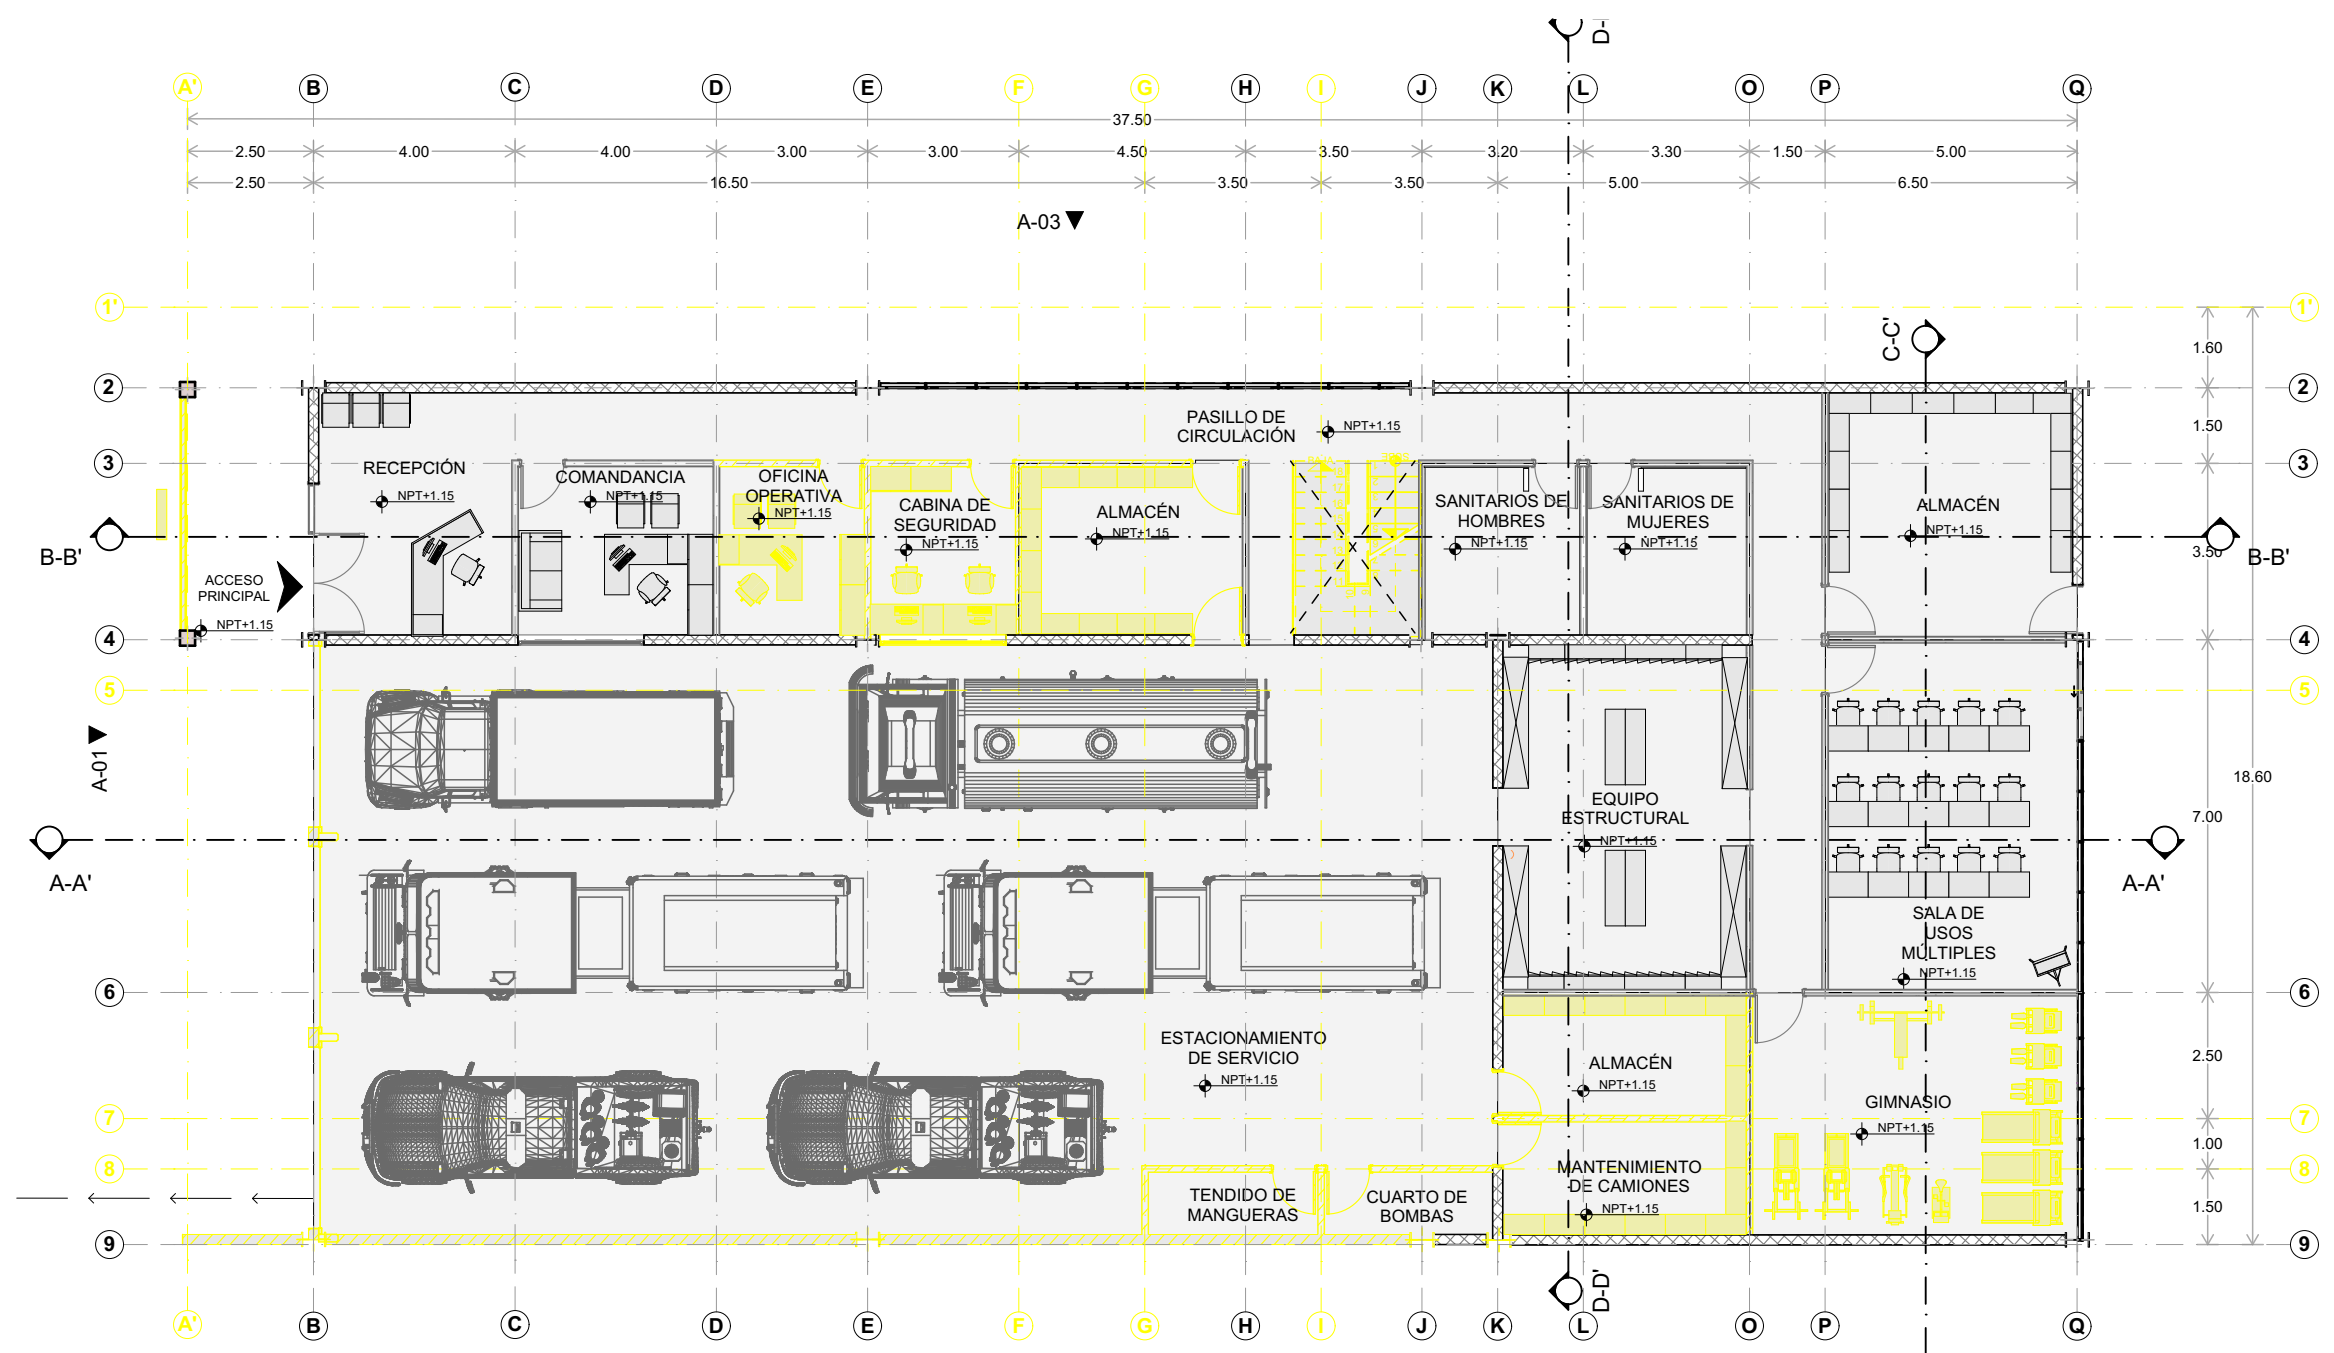 D-
A' B C D E F G H I J K L O P Q
37.50
2.50 4.00 4.00 3.00 3.00 4.50 3.50 3.20 3.30 1.50 5.00
2.50 16.50 3.50 3.50 5.00 6.50
A-03
1' 1'
C-C'
1.60
2 2
PASILLO DE
CIRCULACIÓN
NPT+1.15
1.50
3 3
RECEPCIÓN
NPT+1.15
COMANDANCIA
NPT+1.15
OFICINA
OPERATIVA
NPT+1.15
CABINA DE
SEGURIDAD
NPT+1.15
ALMACÉN
NPT+1.15
X
SANITARIOS DE
HOMBRES
NPT+1.15
SANITARIOS DE
MUJERES
NPT+1.15
ALMACÉN
NPT+1.15
3.50
B-B' B-B'
ACCESO
PRINCIPAL
NPT+1.15
4 4
5 5
A-01
18.60
7.00
EQUIPO
ESTRUCTURAL
NPT+1.15
A-A' A-A'
SALA DE
USOS
MÚLTIPLES
NPT+1.15
6 6
ESTACIONAMIENTO
DE SERVICIO
NPT+1.15
ALMACÉN
NPT+1.15
2.50
GIMNASIO
NPT+1.15
7 7
1.00
8 8
MANTENIMIENTO
DE CAMIONES
NPT+1.15
TENDIDO DE
MANGUERAS
CUARTO DE
BOMBAS
1.50
9 9
D-D'
A' B C D E F G H I J K L O P Q